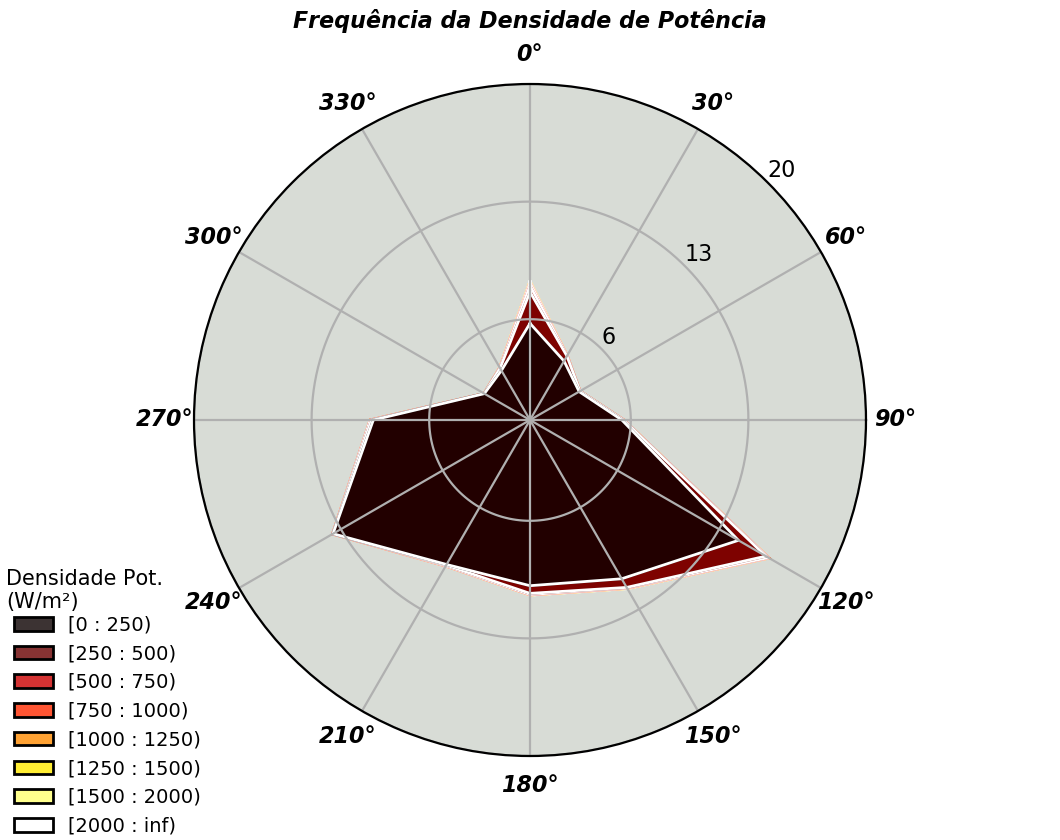 Frequência da Densidade de Potência
0°
330°
30°
20
300°
60°
13
6
270°
90°
Densidade Pot.
(W/m²)
240°
120°
[0 : 250)
[250 : 500)
[500 : 750)
[750 : 1000)
210°
150°
[1000 : 1250)
[1250 : 1500)
180°
[1500 : 2000)
[2000 : inf)